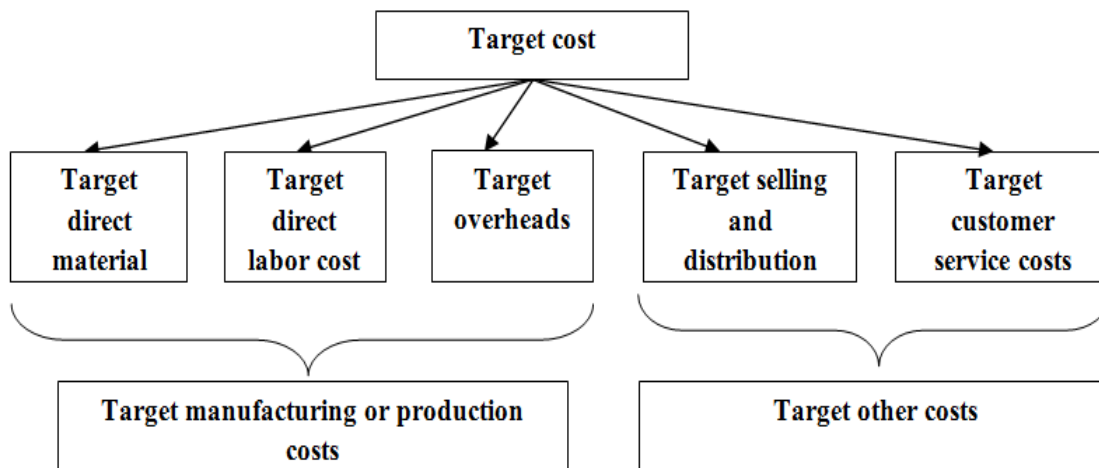 Target cost
Target
direct
material
Target
direct
labor cost
Target
overheads
Target selling
and
distribution
Target
customer
service costs
Target manufacturing or production
costs
Target other costs